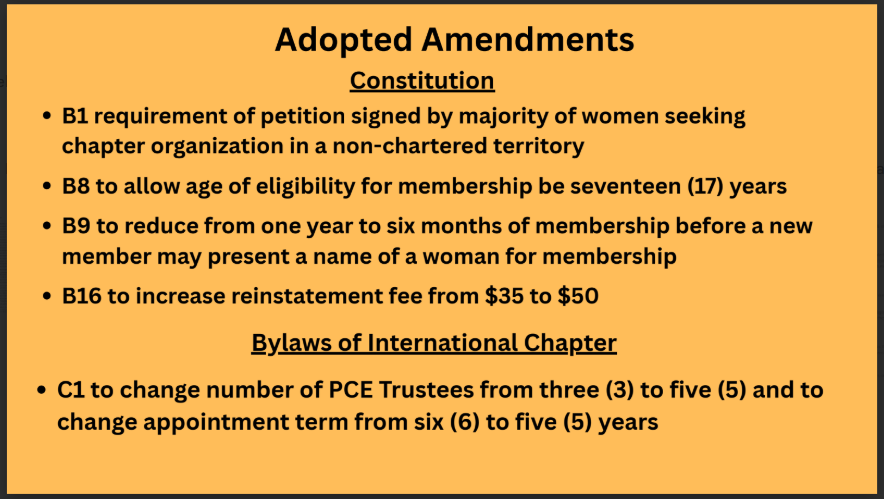 Adopted Amendments
Constitution
• B1 requirement of petition signed by majority of women seeking
chapter organization in a non-chartered territory
• B8 to allow age of eligibility for membership be seventeen (17) years
• B9 to reduce from one year to six months of membership before a new
member may present a name of a woman for membership
• B16 to increase reinstatement fee from $35 to $50
Bylaws of International Chapter
• C1 to change number of PCE Trustees from three (3) to five (5) and to
change appointment term from six (6) to five (5) years